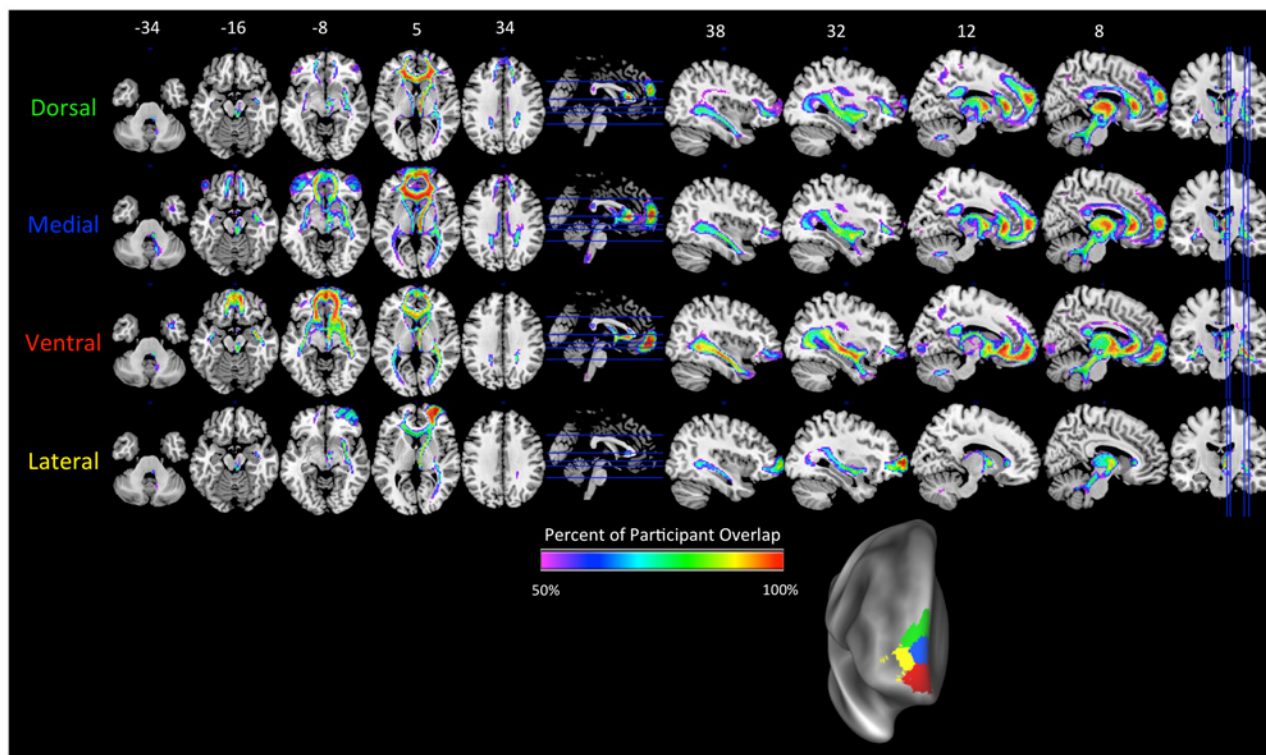 -34 -16 -8 5 34 38 32 12 8
Dorsal
Medial
Ventral
Lateral
Percent of Participant Overlap
50% 100%